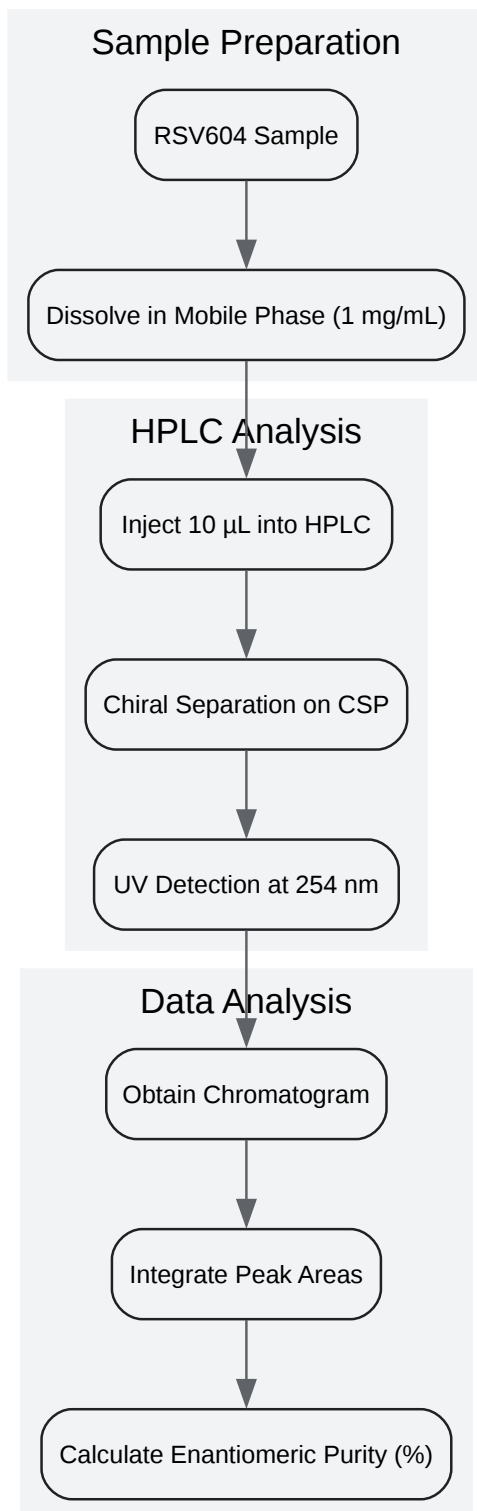 Sample Preparation
RSV604 Sample
Dissolve in Mobile Phase (1 mg/mL)
HPLC Analysis
Inject 10 µL into HPLC
Chiral Separation on CSP
UV Detection at 254 nm
Data Analysis
Obtain Chromatogram
Integrate Peak Areas
Calculate Enantiomeric Purity (%)